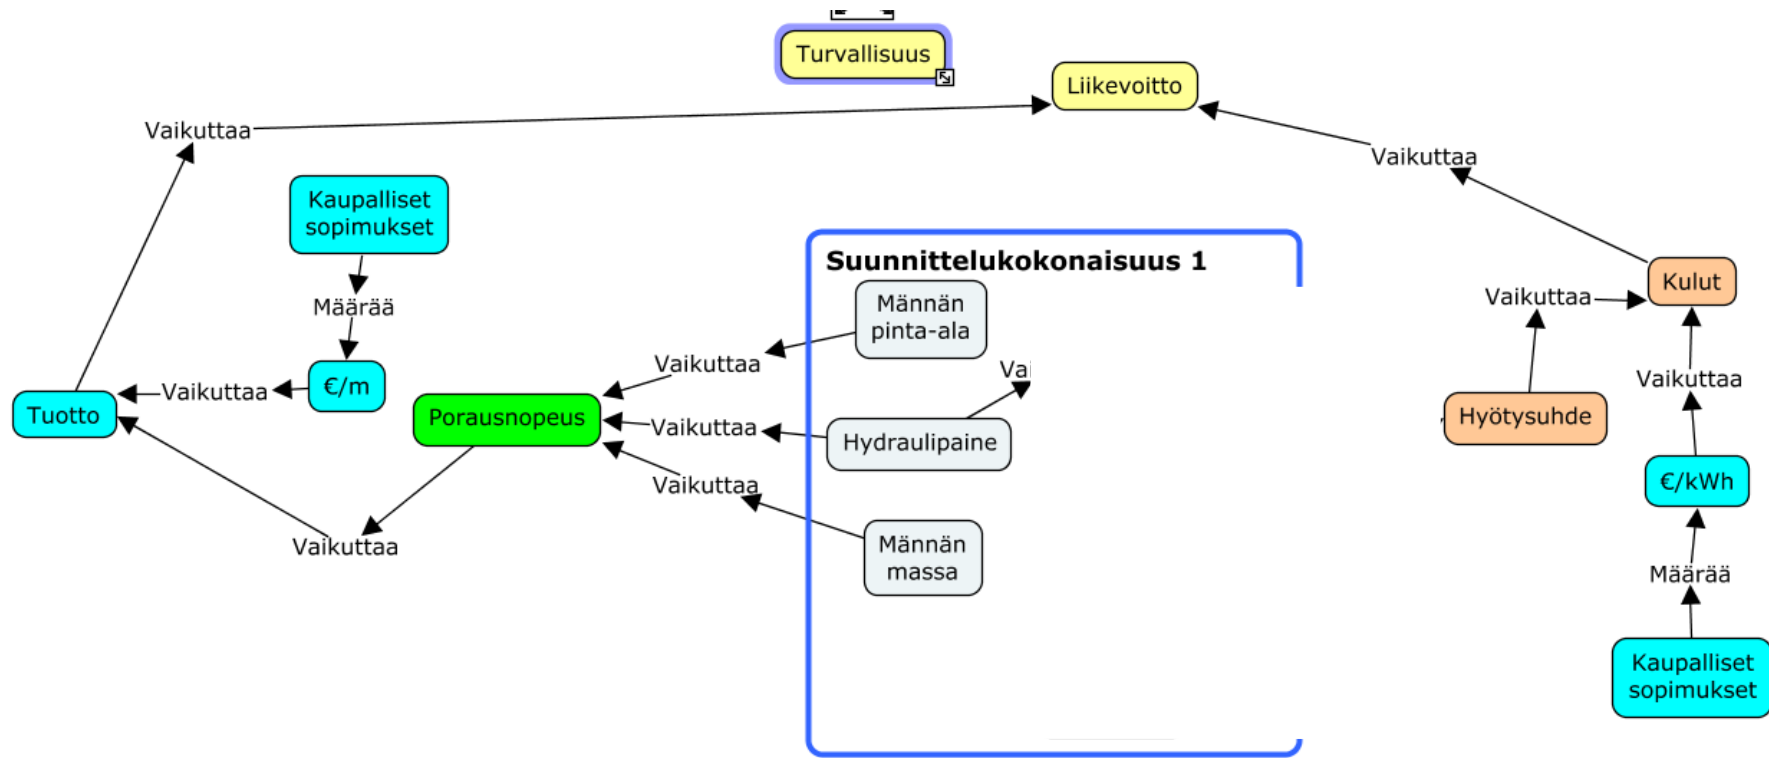 Turvallisuus
Liikevoitto
Vaikuttaa
Vaikuttaa
Kaupalliset
sopimukset
Suunnittelukokonaisuus 1
Kulut
Männän
pinta-ala
Vaikuttaa
Määrää
Vaikuttaa
Vai
Vaikuttaa
€/m
Vaikuttaa
Tuotto
Porausnopeus
Vaikuttaa
Hydraulipaine
Hyötysuhde
Vaikuttaa
€/kWh
Vaikuttaa
Männän
massa
Määrää
Kaupalliset
sopimukset